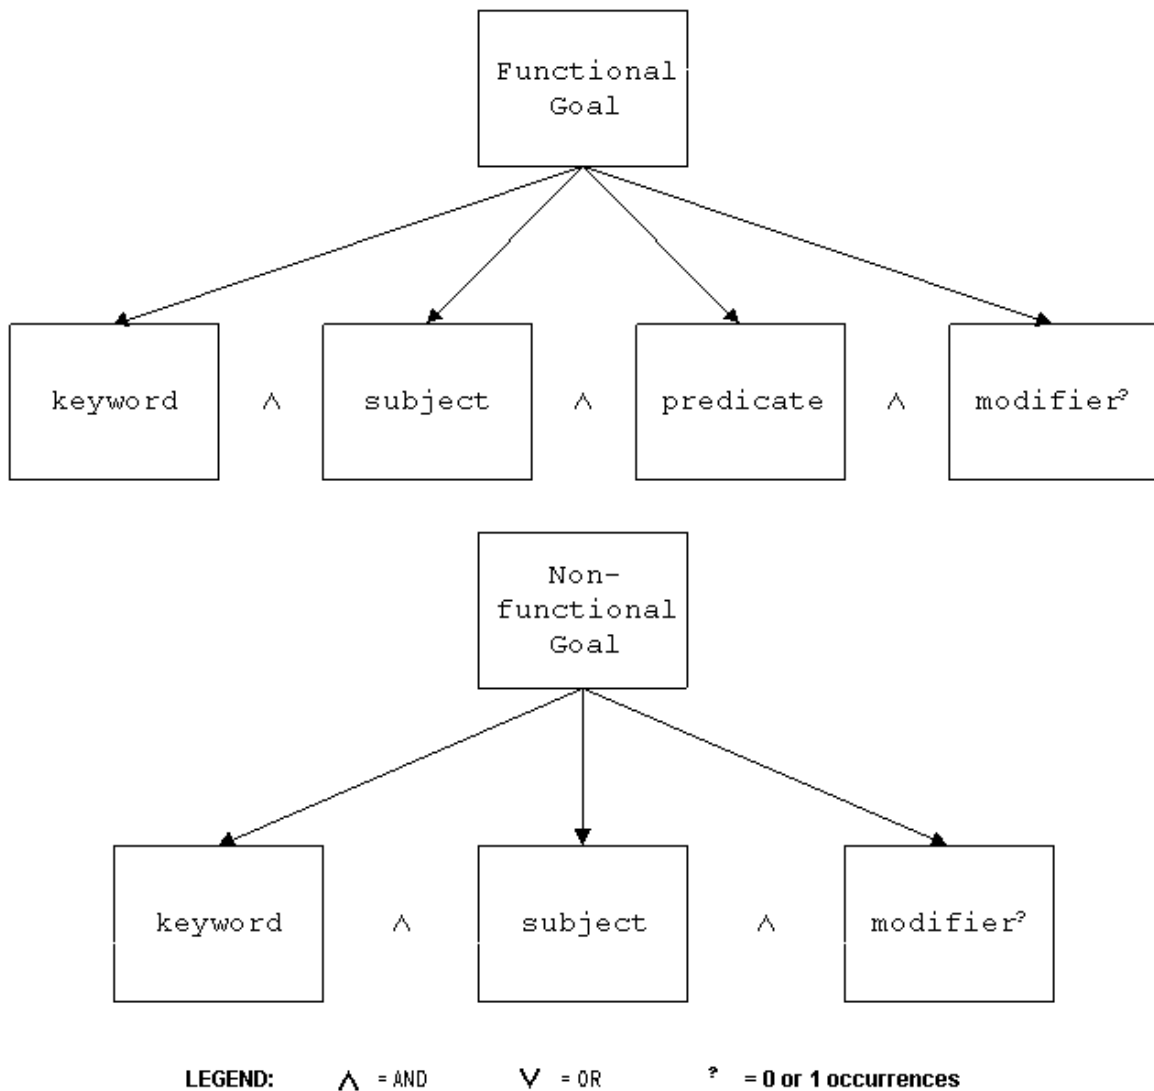 Functional
Goal
keyword ∧ subject ∧ predicate ∧ modifier?
Non-
functional
Goal
keyword ∧ subject ∧ modifier?
LEGEND: ∧ = AND ∨ = OR ? = 0 or 1 occurrences